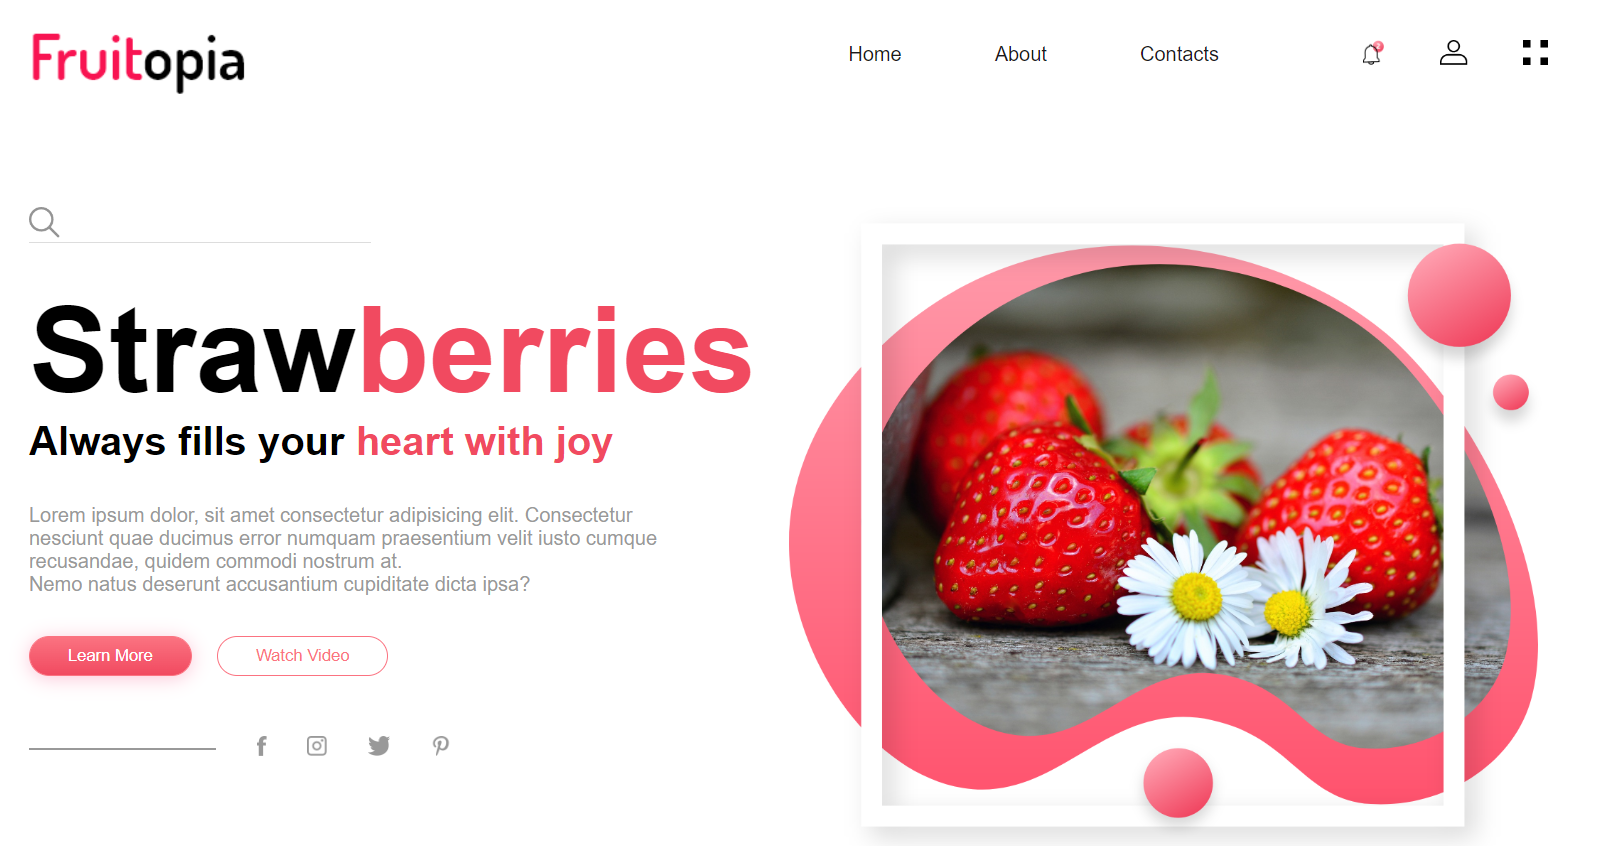 Fruitopia
Home
About
Contacts
Strawberries
Always fills your heart with joy
Lorem ipsum dolor, sit amet consectetur adipisicing elit. Consectetur
nesciunt quae ducimus error numquam praesentium velit iusto cumque
recusandae, quidem commodi nostrum at.
Nemo natus deserunt accusantium cupiditate dicta ipsa?
Learn More
Watch Video